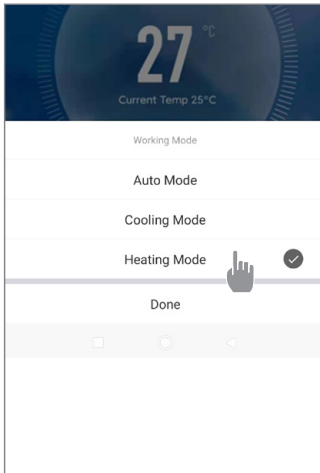 27 °C
Current Temp 25°C
Working Mode
Auto Mode
Cooling Mode
Heating Mode
Done